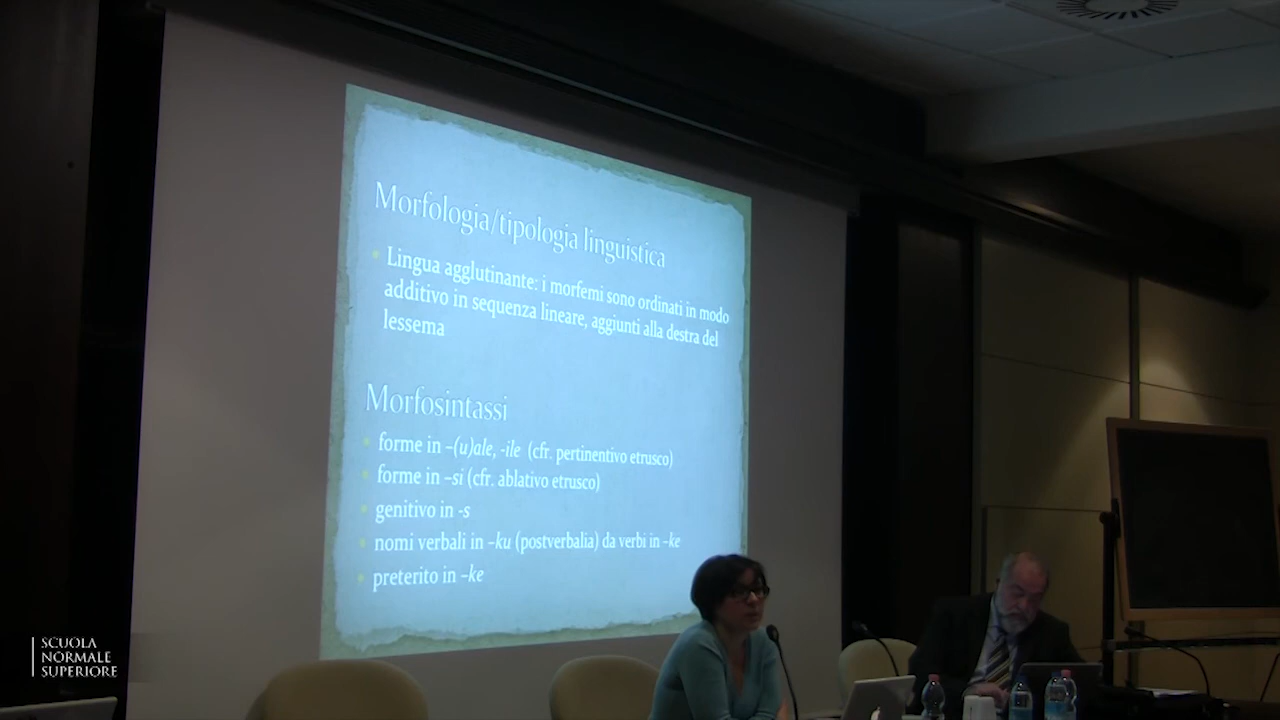 Morfologia/tipologia linguistica
Lingua agglutinante: i morfemi sono ordinati in modo
additivo in sequenza lineare, aggiunti alla destra del
lessema
Morfosintassi
forme in –(u)ale, -ile (cfr. pertinentivo etrusco)
forme in –si (cfr. ablativo etrusco)
genitivo in -s
nomi verbali in –ku (postverbalia) da verbi in –ke
preterito in –ke
SCUOLA
NORMALE
SUPERIORE